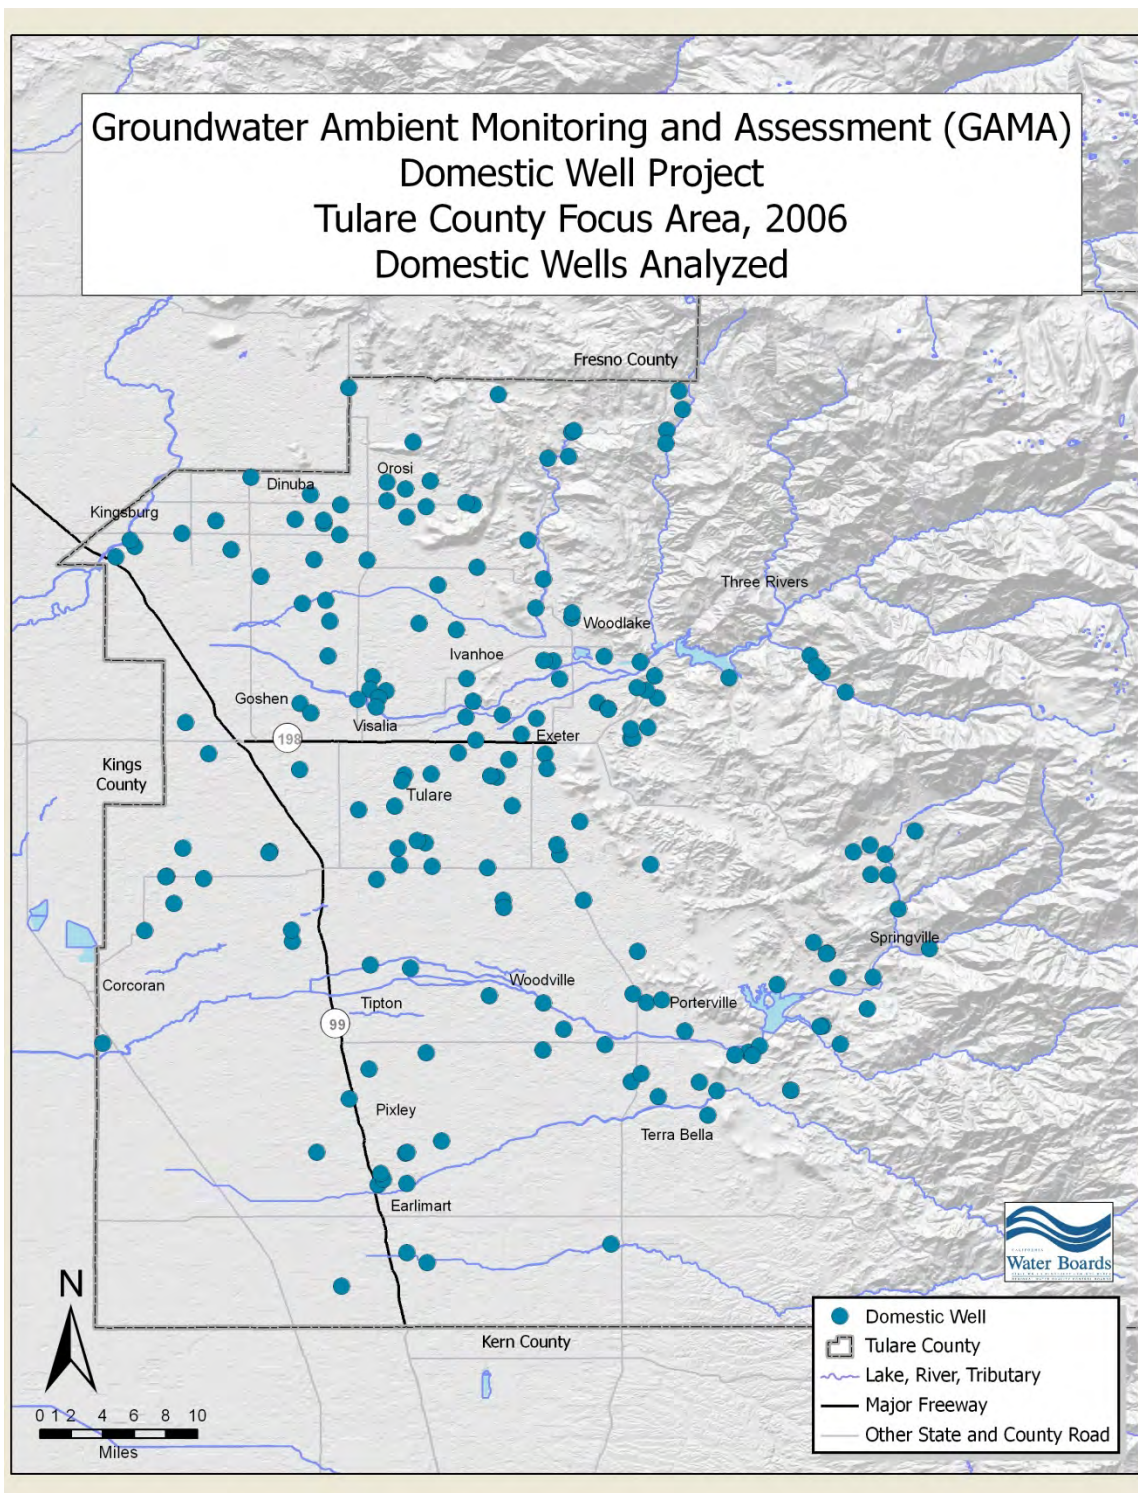 Groundwater Ambient Monitoring and Assessment (GAMA)
Domestic Well Project
Tulare County Focus Area, 2006
Domestic Wells Analyzed
Fresno County
Orosi
Dinuba
Kingsburg
Three Rivers
Woodlake
Ivanhoe
Goshen
Visalia
198
Exeter
Kings
County
Tulare
Springville
Corcoran
Woodville
Tipton
Porterville
99
Pixley
Terra Bella
Earlimart
CALIFORNIA
Water Boards
N
Kern County
Domestic Well
Tulare County
Lake, River, Tributary
Major Freeway
Other State and County Road
0 1 2 4 6 8 10
Miles